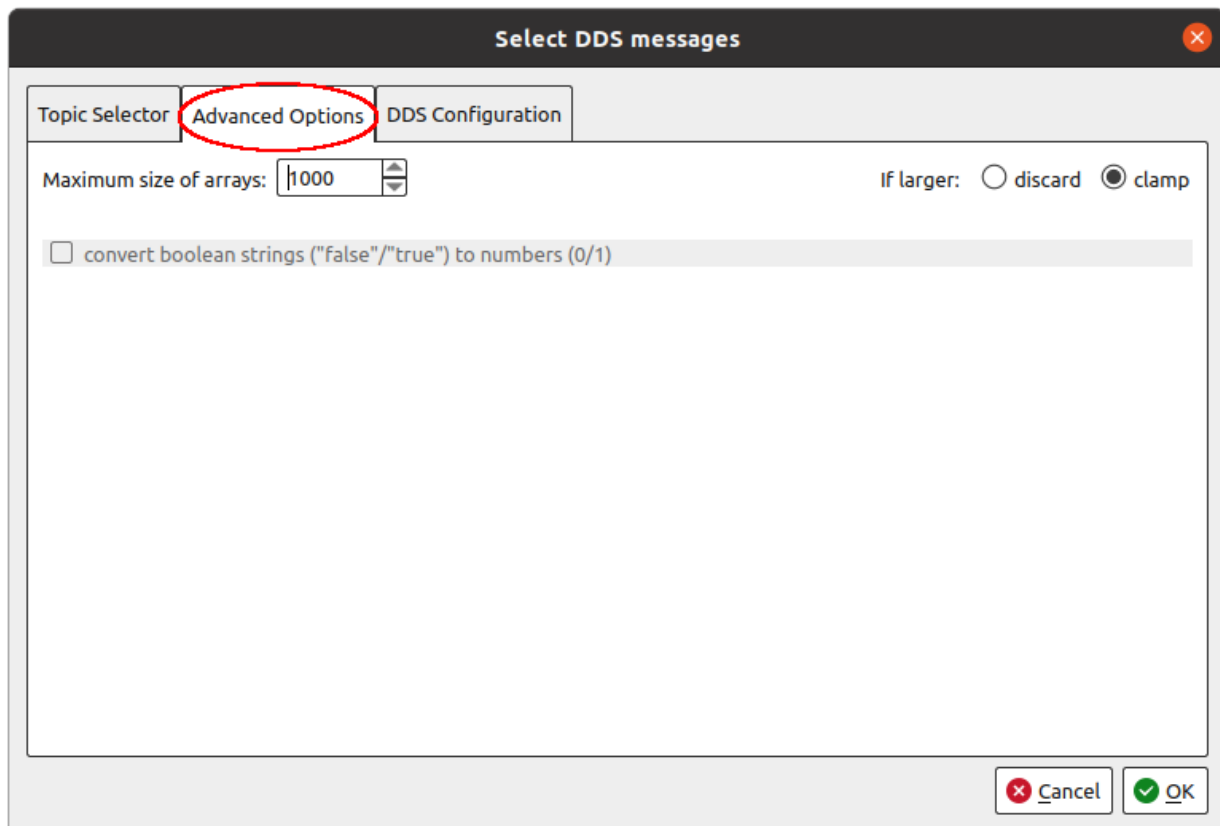 Select DDS messages
Topic Selector Advanced Options DDS Configuration
Maximum size of arrays: 1000 If larger: discard clamp
convert boolean strings ("false"/"true") to numbers (0/1)
Cancel OK